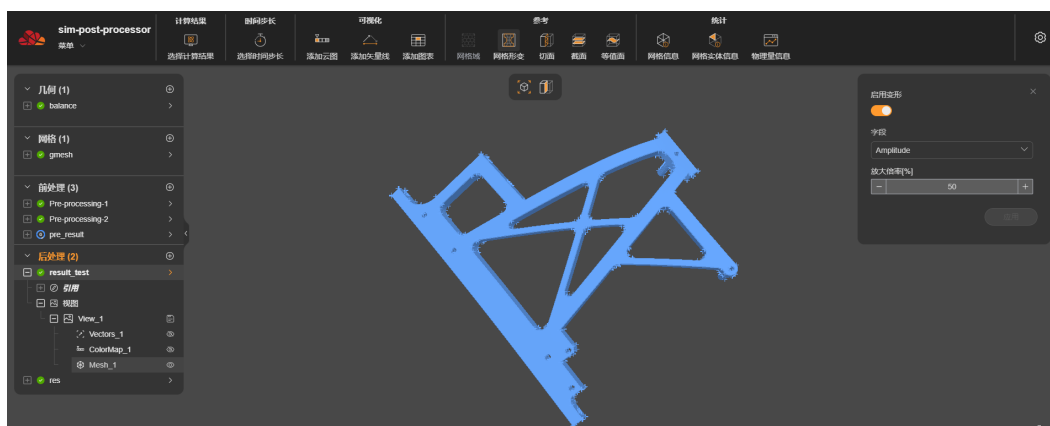 sim-post-processor
菜单
计算结果
选择计算结果
时间步长
选择时间步长
可视化
添加云图 添加矢量线 添加图表
参考
网格域 网格形变 切面 截面 等值面
统计
网格信息 网格实体信息 物理量信息
几何 (1)
balance
网格 (1)
gmesh
前处理 (3)
Pre-processing-1
Pre-processing-2
pre_result
后处理 (2)
result_test
引用
视图
View_1
Vectors_1
ColorMap_1
Mesh_1
res
启用变形
字段
Amplitude
放大倍率[%]
50